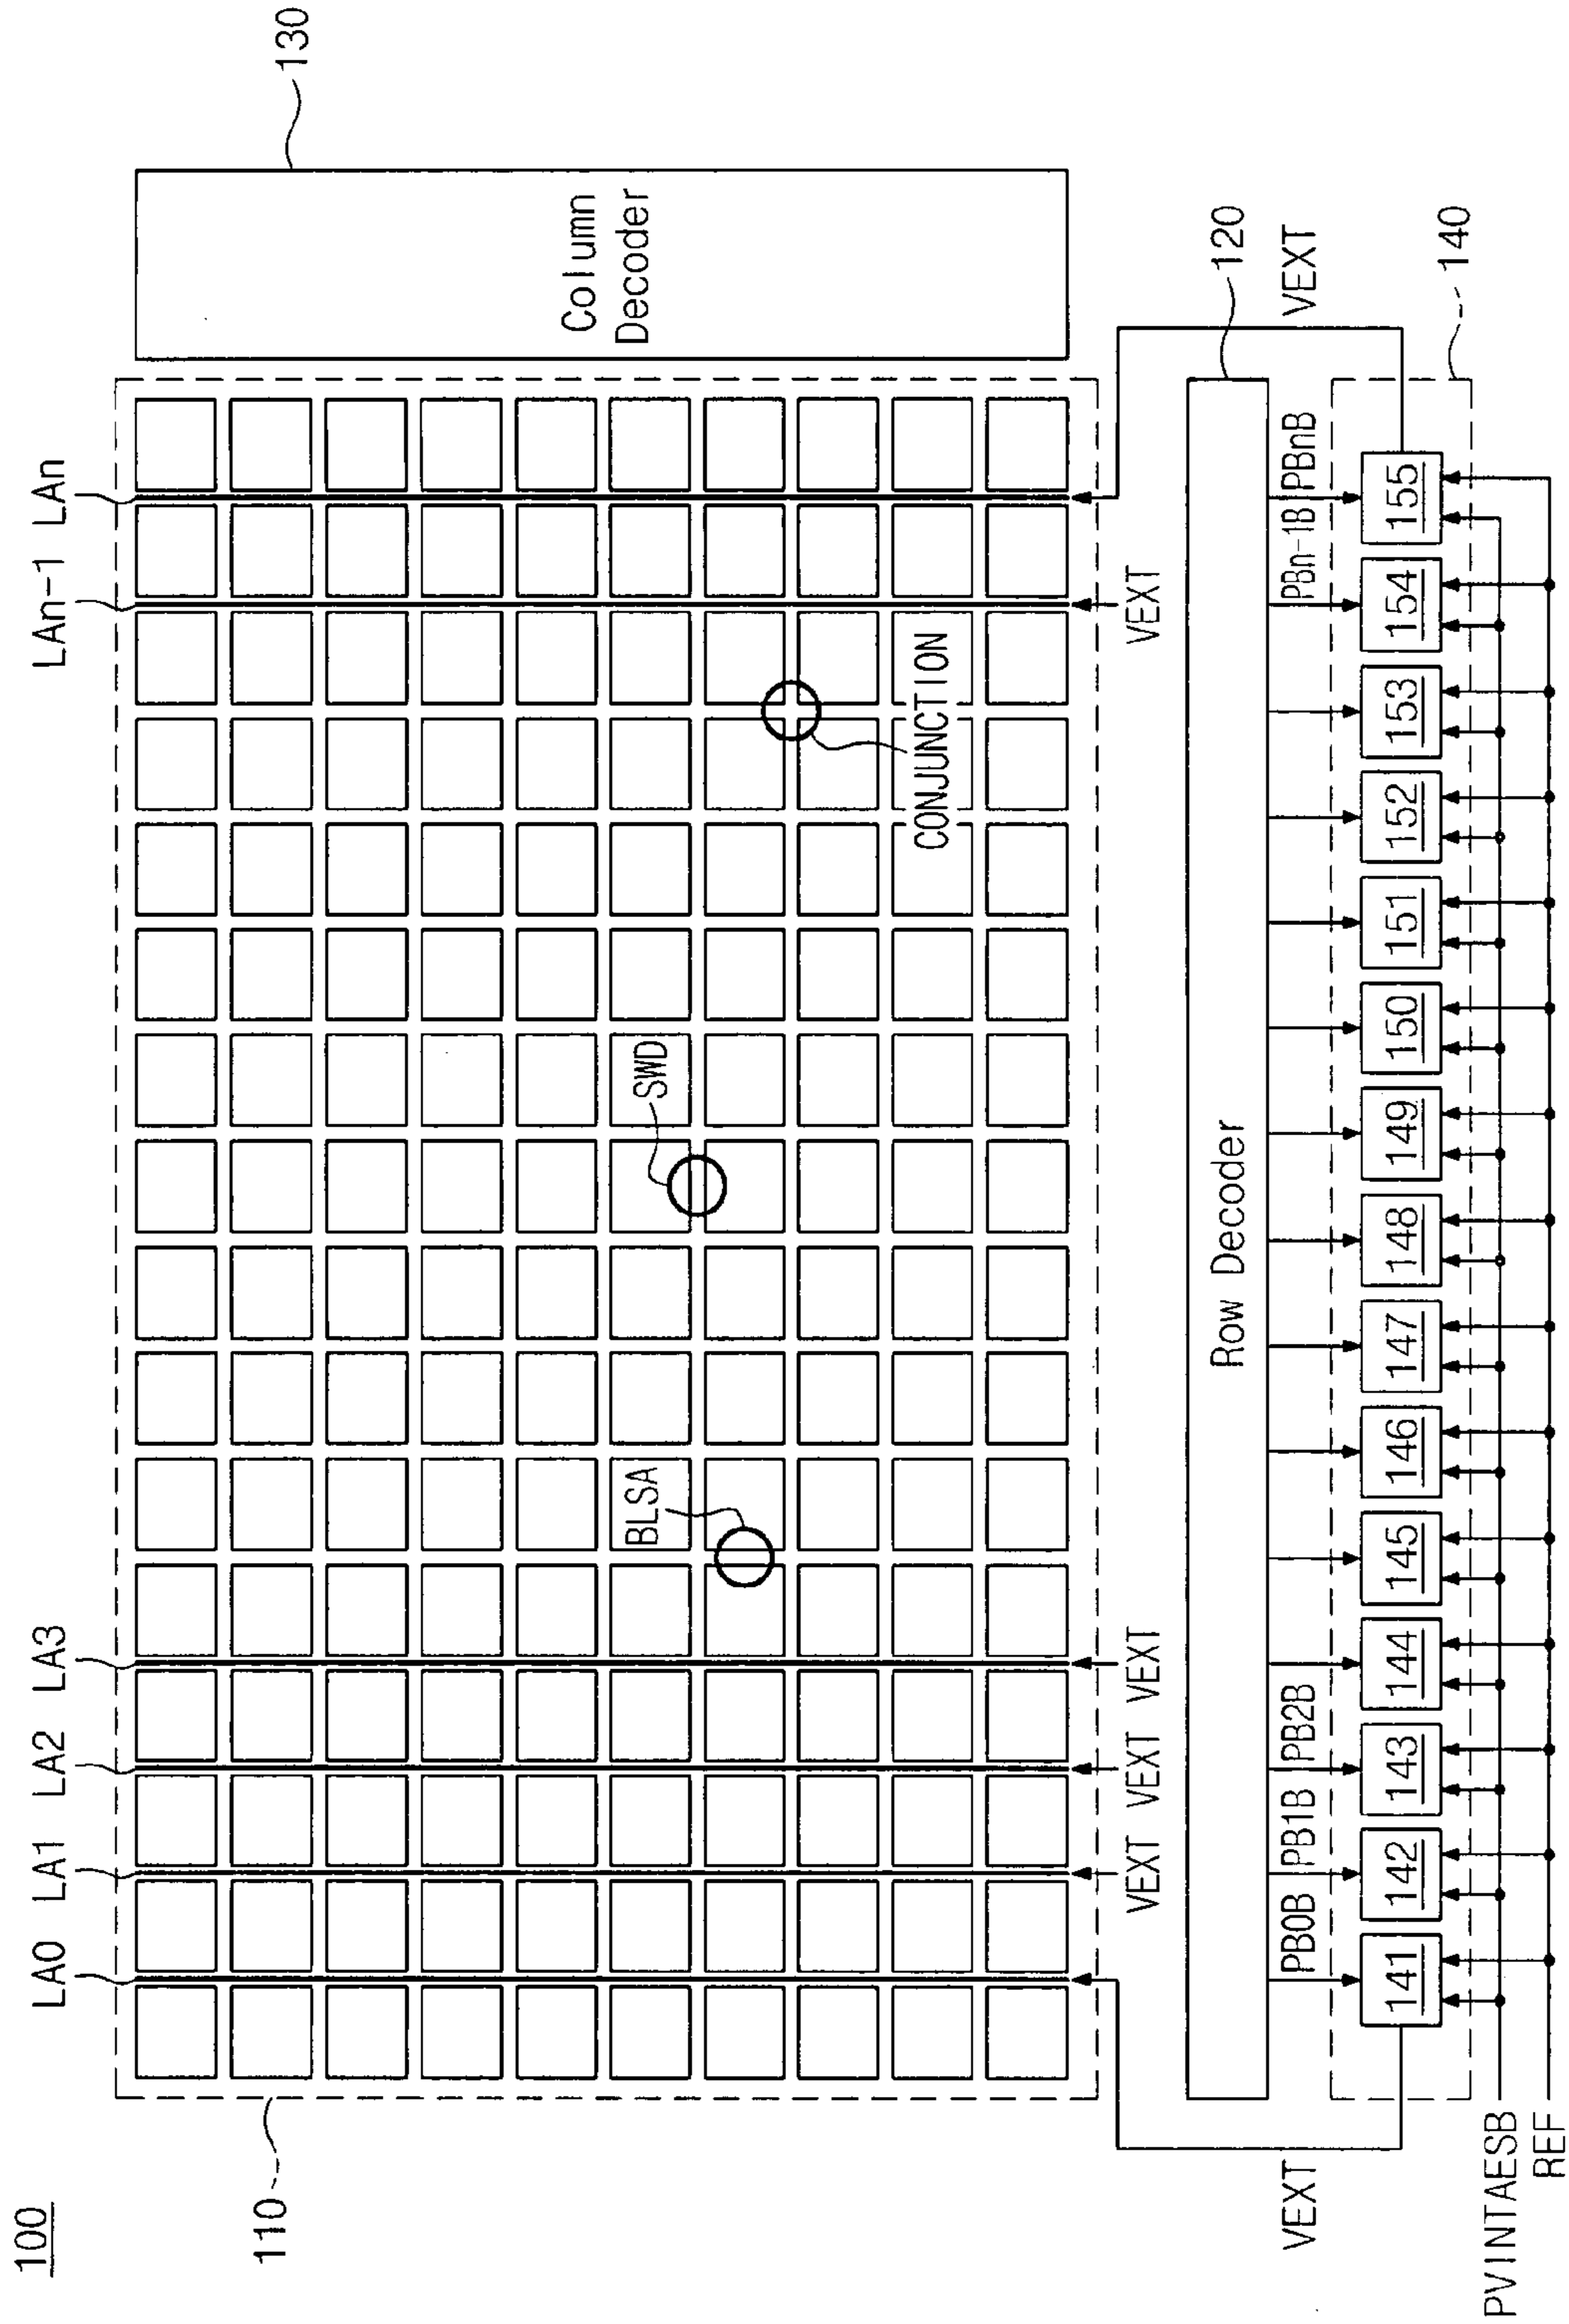 100
LA0
LA1
LA2
LA3
LAn-1
LAn
110
130
Column
Decoder
BLSA
SWD
CONJUNCTION
VEXT
VEXT
VEXT
VEXT
Row Decoder
120
VEXT
PB0B
PB1B
PB2B
PBn-1B
PBnB
VEXT
141
142
143
144
145
146
147
148
149
150
151
152
153
154
155
140
PVINTAESB
REF